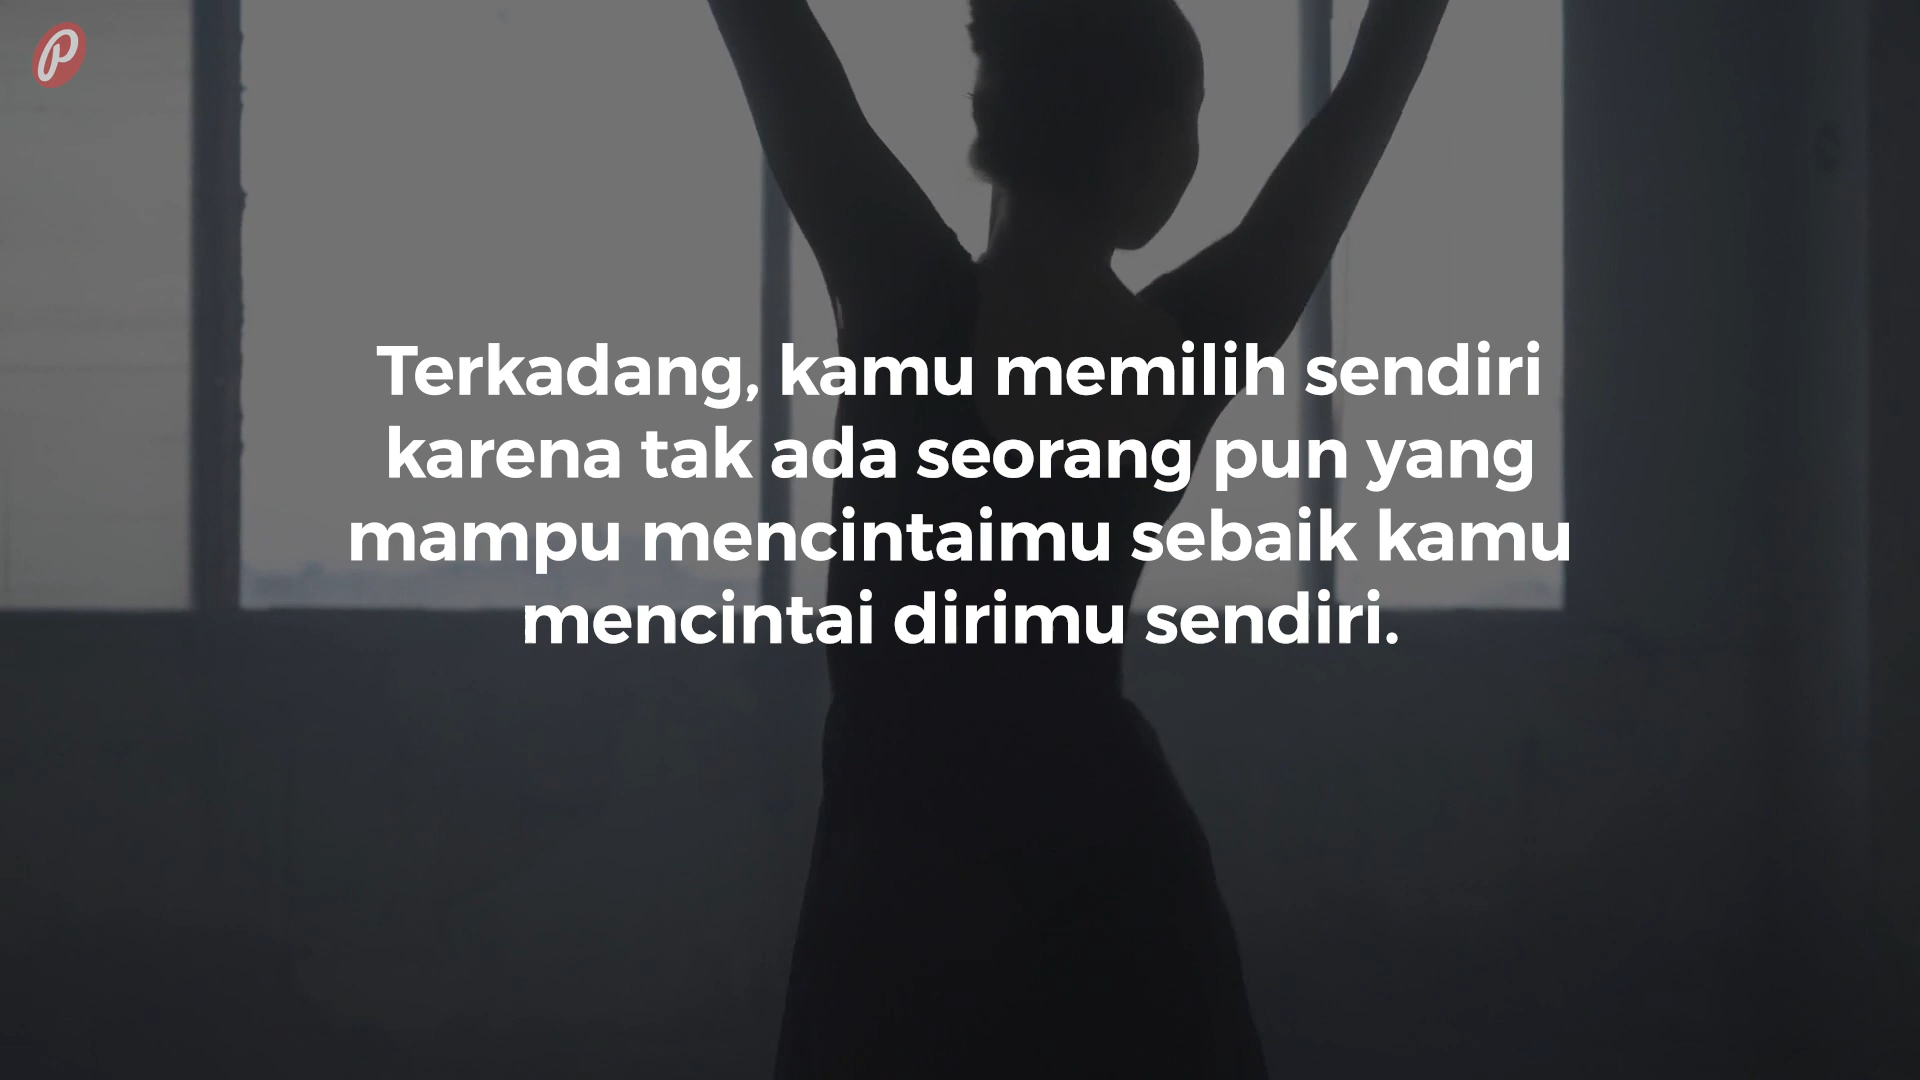 P
Terkadang, kamu memilih sendiri
karena tak ada seorang pun yang
mampu mencintaimu sebaik kamu
mencintai dirimu sendiri.